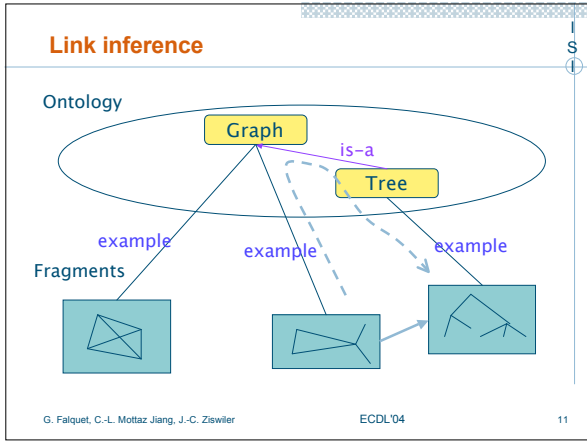 Link inference
I
S
I
Ontology
Graph
is-a
Tree
example
example
example
Fragments
G. Falquet, C.-L. Mottaz Jiang, J.-C. Ziswiler
ECDL'04
11